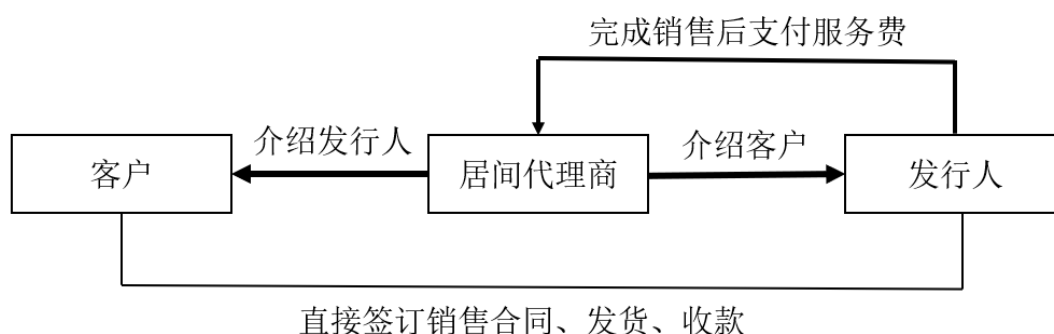 完成销售后支付服务费
介绍发行人
介绍客户
客户
居间代理商
发行人
直接签订销售合同、发货、收款